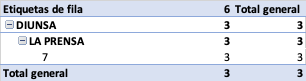 Etiquetas de fila 6 Total general
DIUNSA 3 3
LA PRENSA 3 3
7 3 3
Total general 3 3